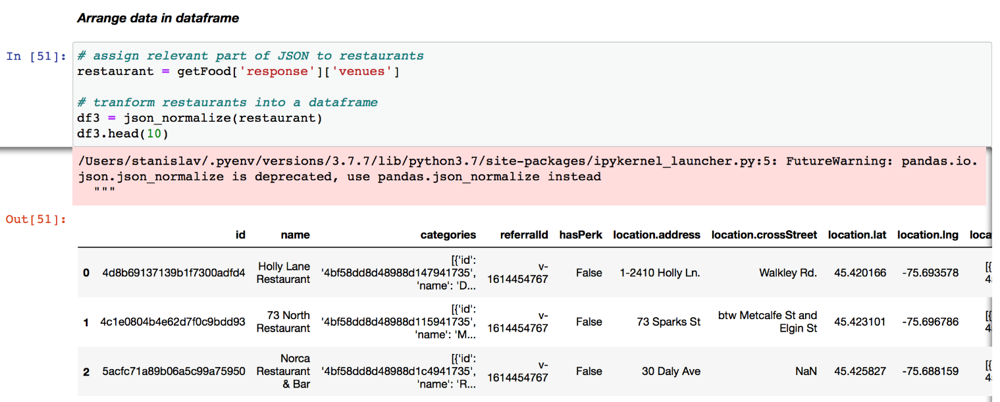 Arrange data in dataframe
In [51]:
# assign relevant part of JSON to restaurants
restaurant = getFood['response']['venues']
# tranform restaurants into a dataframe
df3 = json_normalize(restaurant)
df3.head(10)
/Users/stanislav/.pyenv/versions/3.7.7/lib/python3.7/site-packages/ipykernel_launcher.py:5: FutureWarning: pandas.io.
json.json_normalize is deprecated, use pandas.json_normalize instead
"""
Out[51]:
id name categories referralId hasPerk location.address location.crossStreet location.lat location.lng loca
[{'id':
Holly Lane v-
0 4d8b69137139b1f7300adfd4 '4bf58dd8d48988d147941735', False 1-2410 Holly Ln. Walkley Rd. 45.420166 -75.693578 [{
Restaurant 1614454767 4
'name': 'D...
[{'id':
73 North v- btw Metcalfe St and
1 4c1e0804b4e62d7f0c9bdd93 '4bf58dd8d48988d115941735', False 73 Sparks St 45.423101 -75.696786 [{
Restaurant 1614454767 Elgin St 4
'name': 'M...
Norca [{'id': v-
2 5acfc71a89b06a5c99a75950 Restaurant '4bf58dd8d48988d1c4941735', False 30 Daly Ave NaN 45.425827 -75.688159 [{
& Bar 'name': 'R... 1614454767 4